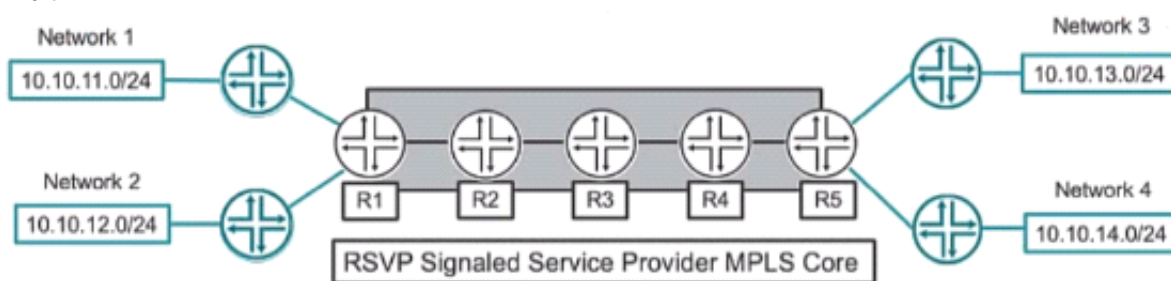 Network 1
10.10.11.0/24
Network 2
10.10.12.0/24
R1
R2
R3
R4
R5
RSVP Signaled Service Provider MPLS Core
Network 3
10.10.13.0/24
Network 4
10.10.14.0/24